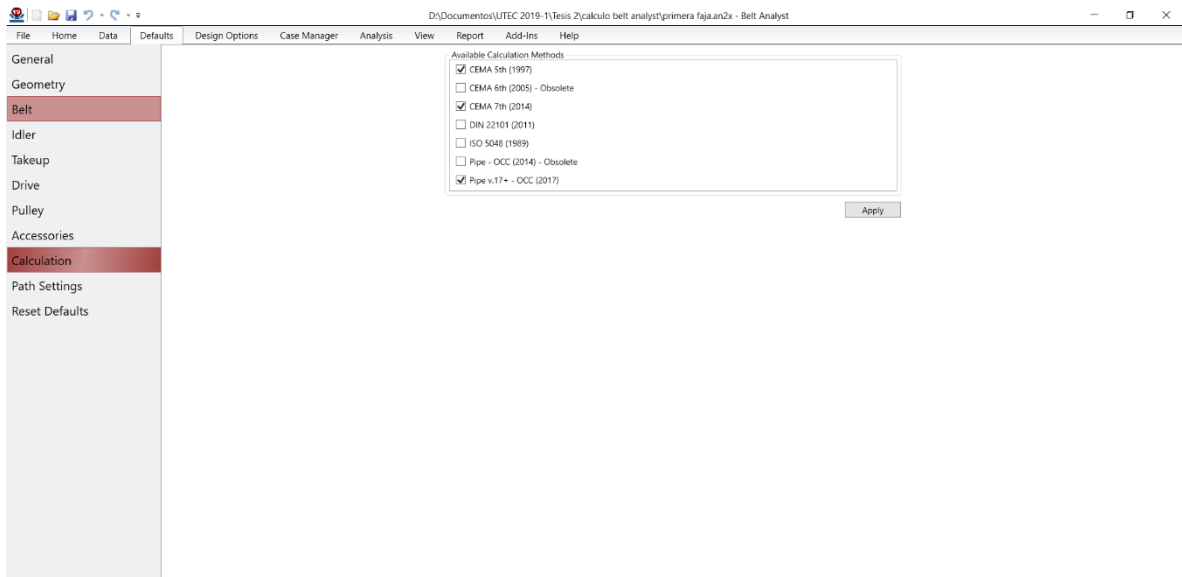 19
D:\Documentos\UTEC 2019-1\Tesis 2\calculo belt analyst\primera faja.an2x - Belt Analyst
File Home Data Defaults Design Options Case Manager Analysis View Report Add-Ins Help
General
Geometry
Belt
Idler
Takeup
Drive
Pulley
Accessories
Calculation
Path Settings
Reset Defaults
Available Calculation Methods
CEMA 5th (1997)
CEMA 6th (2005) - Obsolete
CEMA 7th (2014)
DIN 22101 (2011)
ISO 5048 (1989)
Pipe - OCC (2014) - Obsolete
Pipe v.17+ - OCC (2017)
Apply